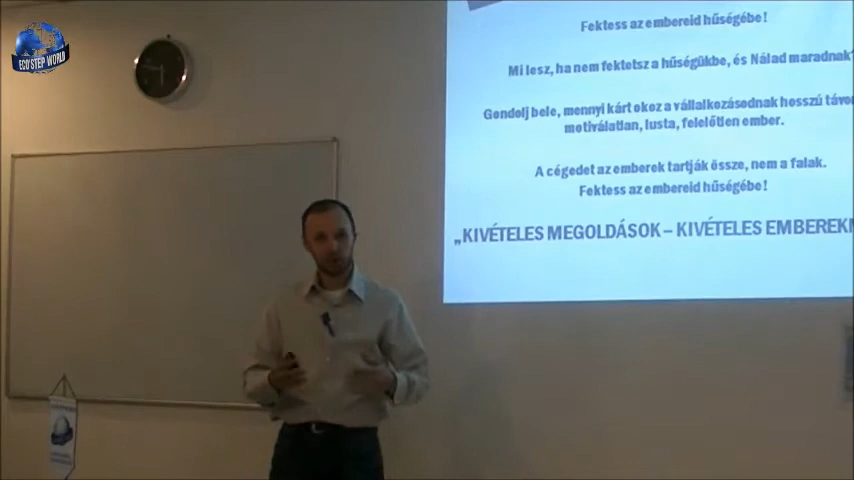 ECO STEP WORLD
Fektess az embereid hűségébe!
Mi lesz, ha nem fektetsz a hűségükbe, és Nálad maradnak?
Gondolj bele, mennyi kárt okoz a vállalkozásodnak hosszú
motiválatlan, lusta, felelőtlen ember.
A cégedet az emberek tartják össze, nem a falak.
Fektess az embereid hűségébe!
„KIVÉTELES MEGOLDÁSOK – KIVÉTELES